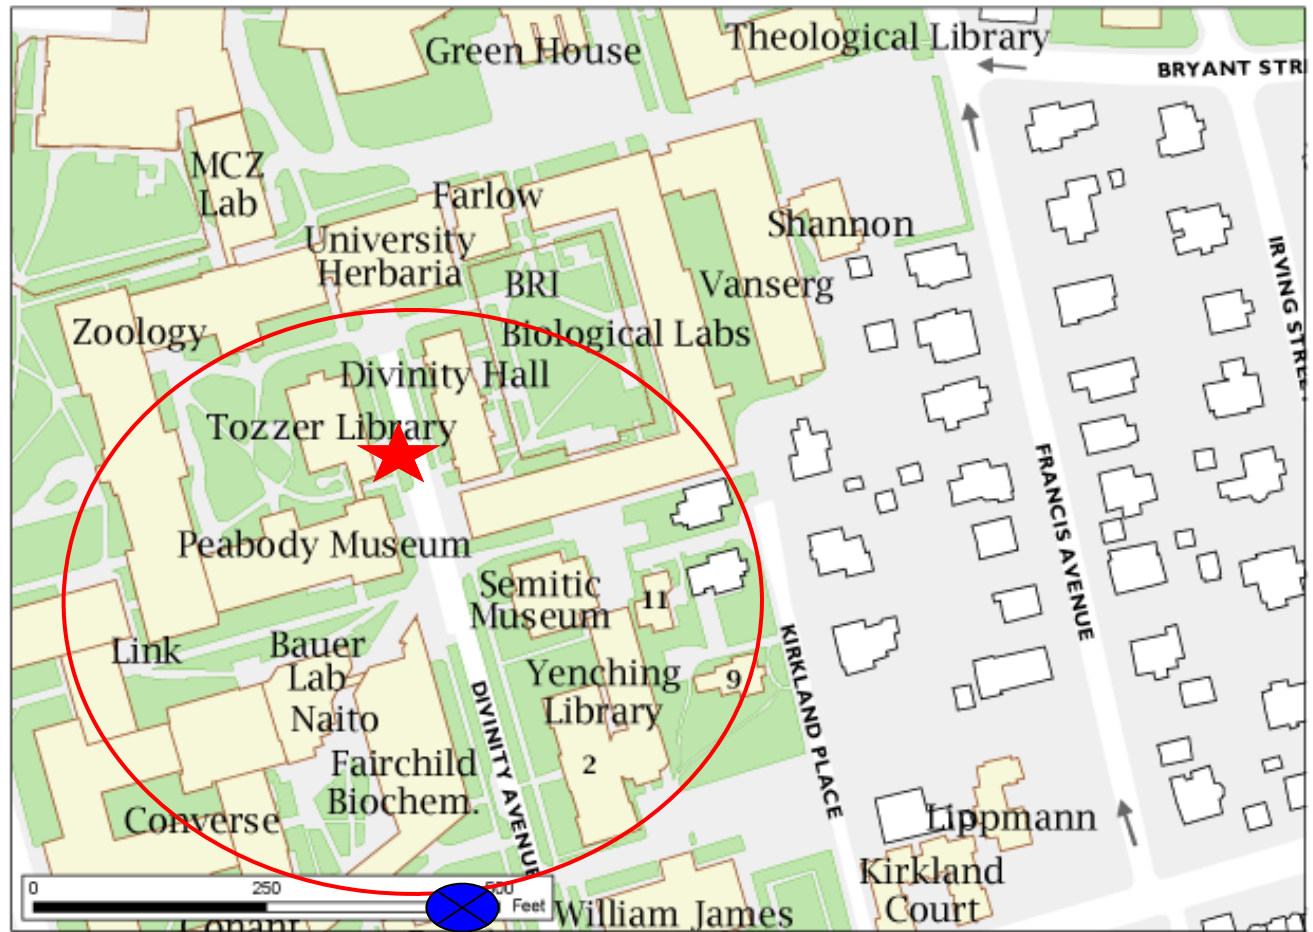 Green House
Theological Library
BRYANT STRE
MCZ
Lab
Farlow
University
Herbaria
Shannon
BRI
Vanserg
Zoology
Biological Labs
IRVING STREET
Divinity Hall
Tozzer Library
FRANCIS AVENUE
Peabody Museum
Semitic
Museum
11
Link
Bauer
Lab
Naito
Yenching
Library
9
KIRKLAND PLACE
DIVINITY AVENUE
Fairchild
Biochem.
2
Converse
Lippmann
Kirkland
Court
0
250
500
Feet
William James
Conant